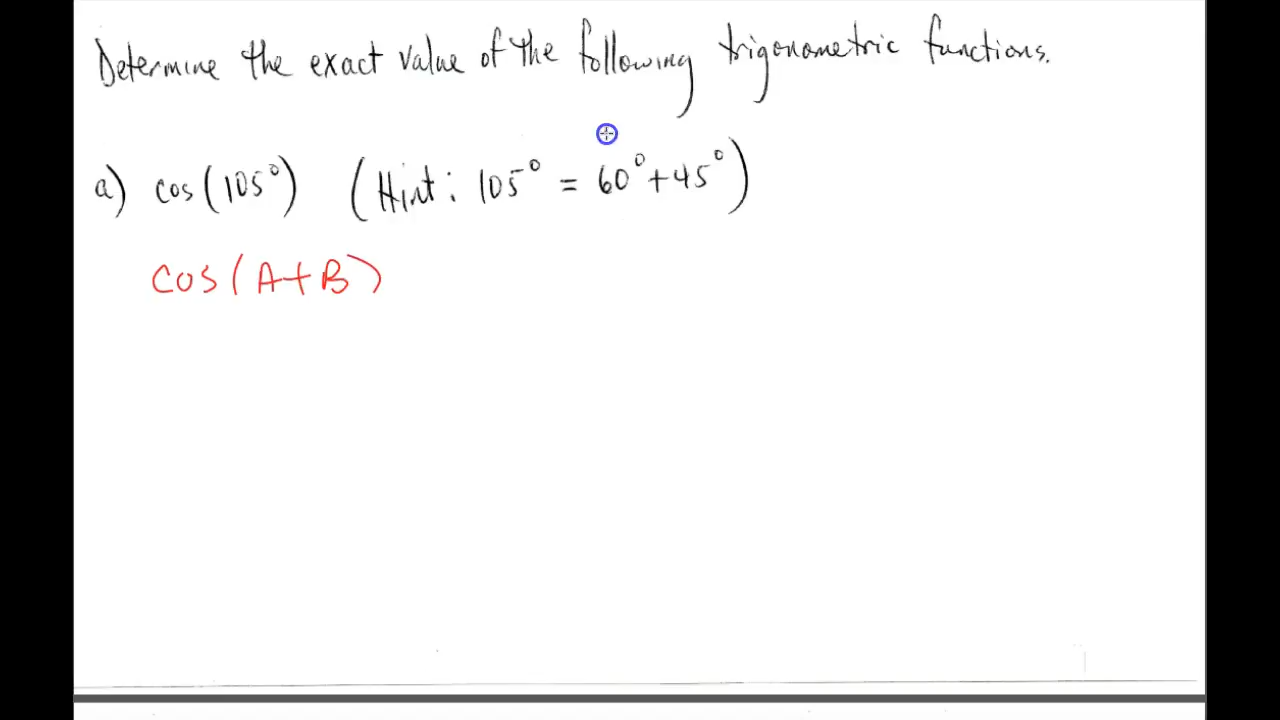 Determine the exact value of the following trigonometric functions.
a) cos(105°) (Hint: 105° = 60° + 45°)
cos(A+B)